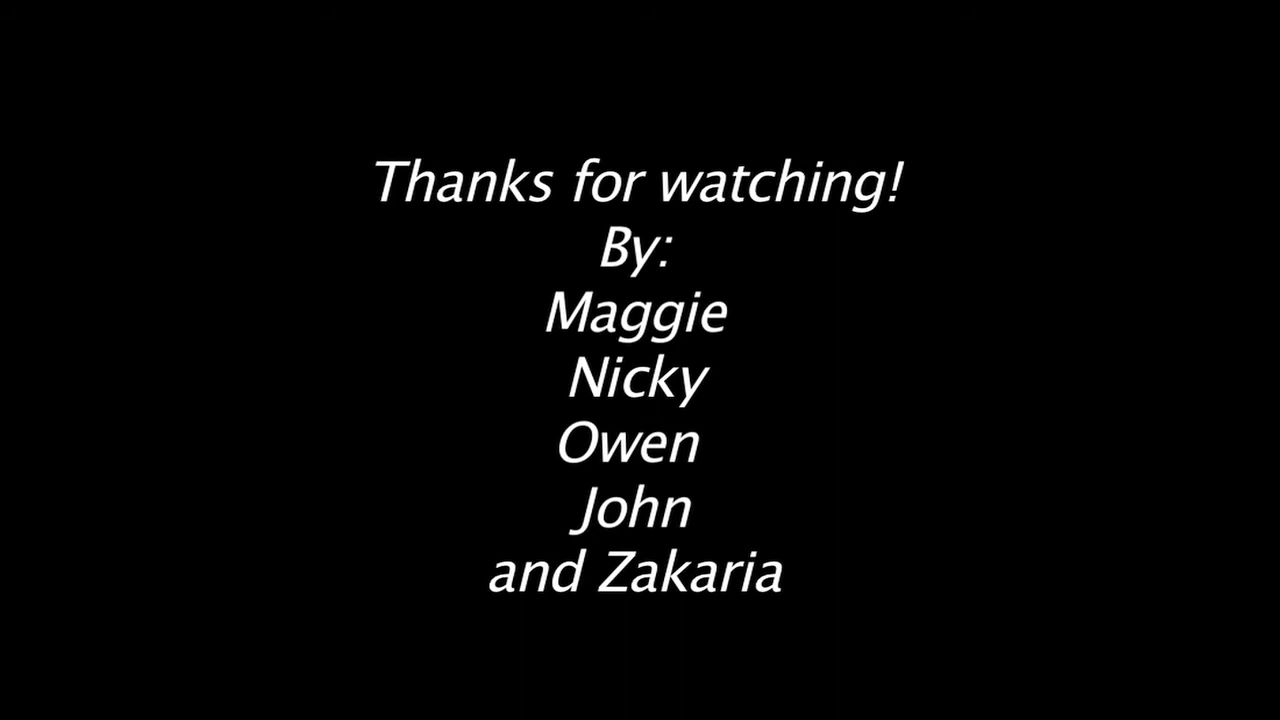 Thanks for watching!
By:
Maggie
Nicky
Owen
John
and Zakaria